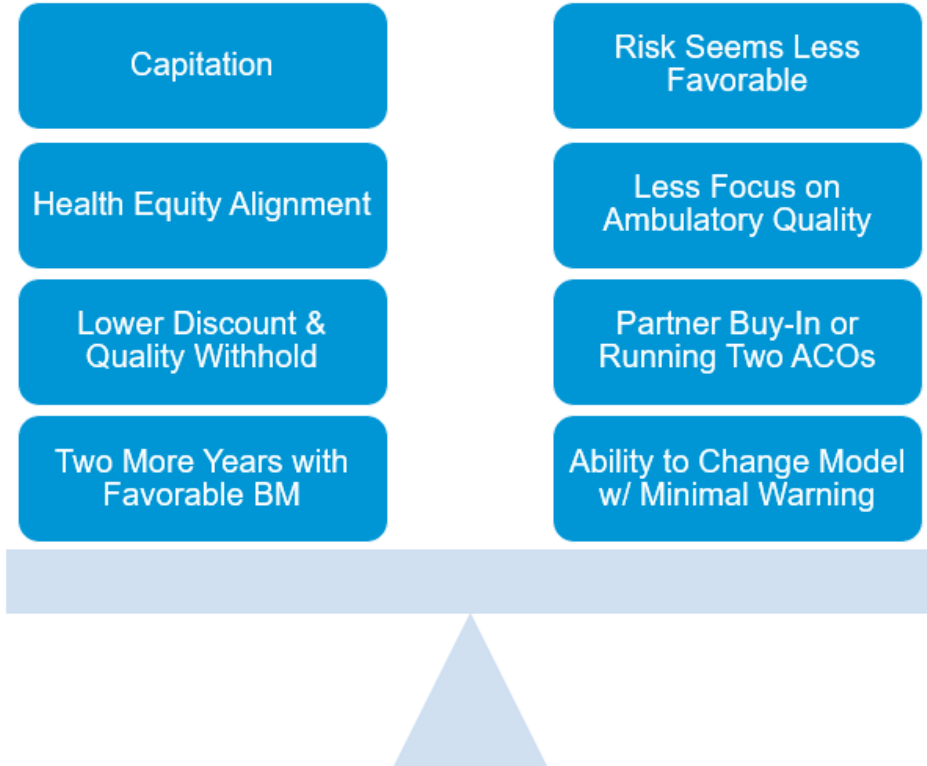 Capitation
Health Equity Alignment
Lower Discount &
Quality Withhold
Two More Years with
Favorable BM
Risk Seems Less
Favorable
Less Focus on
Ambulatory Quality
Partner Buy-In or
Running Two ACOs
Ability to Change Model
w/ Minimal Warning